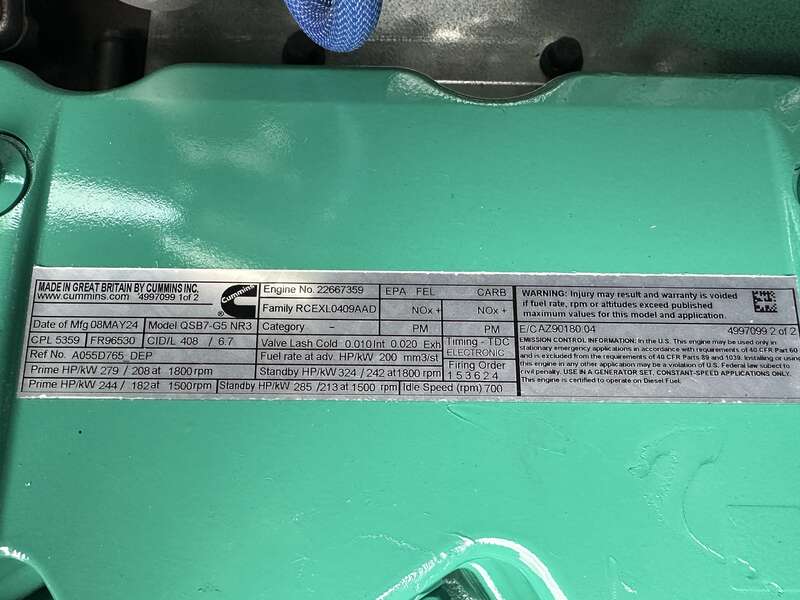 MADE IN GREAT BRITAIN BY CUMMINS INC.
www.cummins.com 4997099 1 of 2
Cummins
Date of Mfg 08MAY24 Model QSB7-G5 NR3
CPL 5359 FR96530 CID/L 408 / 6.7
Ref No. A055D765_DEP
Prime HP/kW 279 / 208 at 1800 rpm
Prime HP/kW 244 / 182 at 1500 rpm
Engine No. 22667359
Family RCEXL0409AAD
Category -
EPA FEL CARB
NOx + NOx +
PM PM
Valve Lash Cold 0.010 Int 0.020 Exh
Fuel rate at adv. HP/kW 200 mm3/st
Standby HP/kW 324 / 242 at 1800 rpm
Standby HP/kW 285 /213 at 1500 rpm
Timing - TDC
ELECTRONIC
Firing Order
1 5 3 6 2 4
Idle Speed (rpm) 700
WARNING: Injury may result and warranty is voided
if fuel rate, rpm or altitudes exceed published
maximum values for this model and application.
E/C AZ90180.04 4997099 2 of 2
EMISSION CONTROL INFORMATION: In the U.S. This engine may be used only in
stationary emergency applications in accordance with requirements of 40 CFR Part 60
and is excluded from the requirements of 40 CFR Parts 89 and 1039. Installing or using
this engine in any other application may be a violation of U.S. Federal law subject to
civil penalty. USE IN A GENERATOR SET, CONSTANT-SPEED APPLICATIONS ONLY.
This engine is certified to operate on Diesel Fuel.